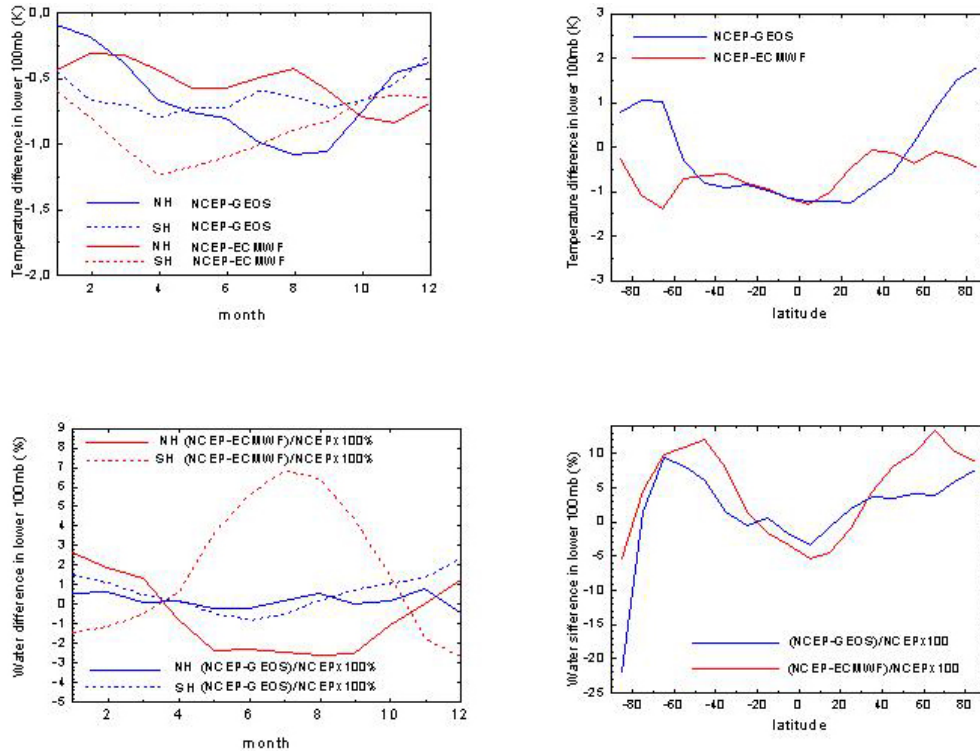 Temperature difference in lower 100mb (K)
0,0
-0,5
-1,0
-1,5
-2,0
NH NCEP-GEOS
SH NCEP-GEOS
NH NCEP-ECMWF
SH NCEP-ECMWF
2 4 6 8 10 12
month
Temperature difference in lower 100mb (K)
3
2
1
0
-1
-2
-3
NCEP-GEOS
NCEP-ECMWF
-80 -60 -40 -20 0 20 40 60 80
latitude
Water difference in lower 100mb (%)
9
8
7
6
5
4
3
2
1
0
-1
-2
-3
-4
-5
NH (NCEP-ECMWF)/NCEPx100%
SH (NCEP-ECMWF)/NCEPx100%
NH (NCEP-GEOS)/NCEPx100%
SH (NCEP-GEOS)/NCEPx100%
2 4 6 8 10 12
month
Water sifference in lower 100mb (%)
10
5
0
-5
-10
-15
-20
-25
(NCEP-GEOS)/NCEPx100
(NCEP-ECMWF)/NCEPx100
-80 -60 -40 -20 0 20 40 60 80
latitude